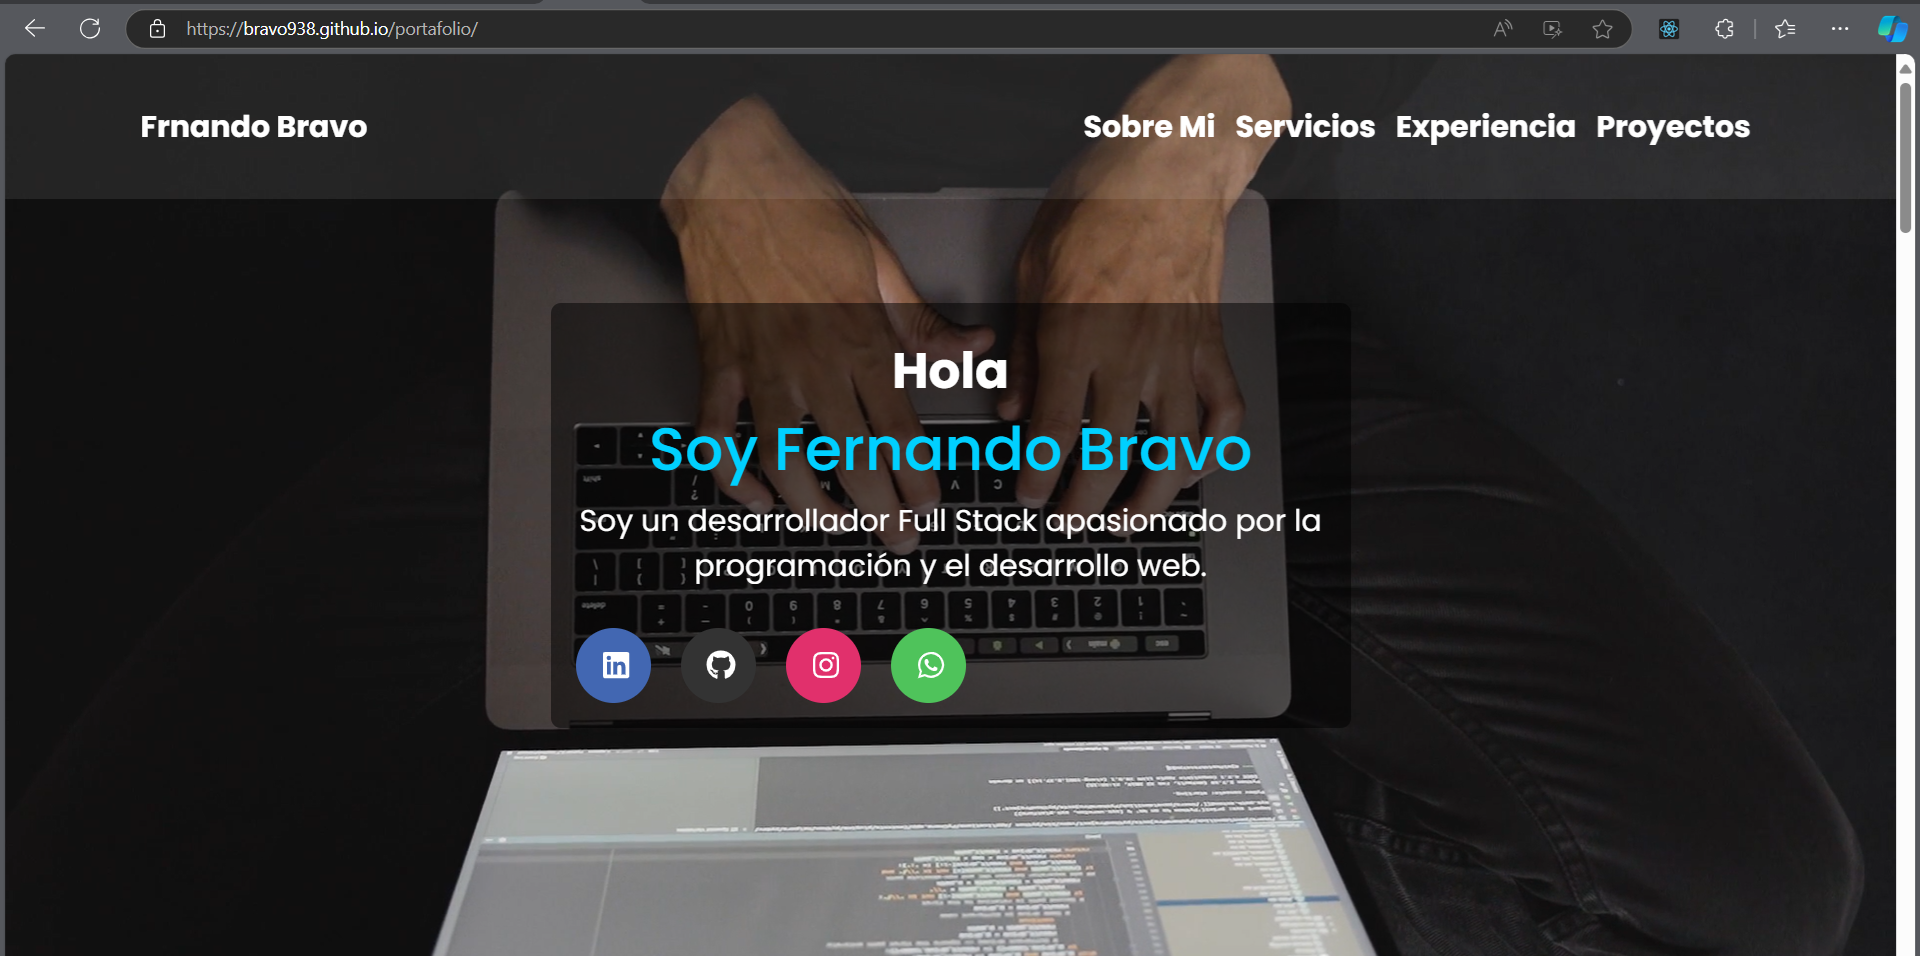 https://bravo938.github.io/portafolio/
Frnando Bravo
Sobre Mi Servicios Experiencia Proyectos
Hola
Soy Fernando Bravo
Soy un desarrollador Full Stack apasionado por la
programación y el desarrollo web.